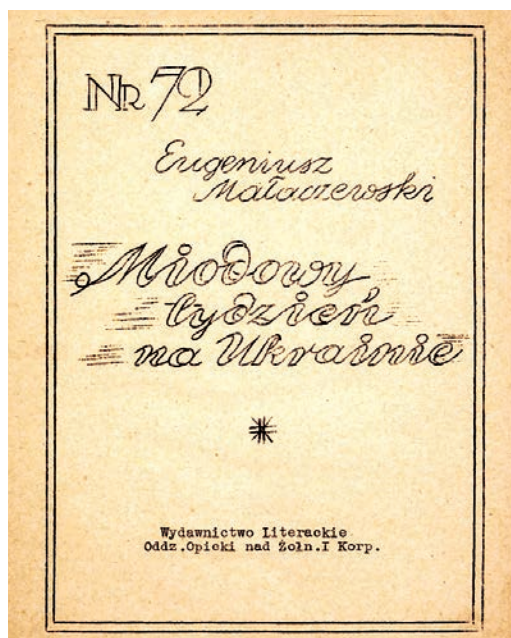 Nr 72
Eugeniusz
Małaczewski
Miodowy
tydzień
na Ukrainie
Wydawnictwo Literackie
Oddz.Opieki nad Żołn.I Korp.